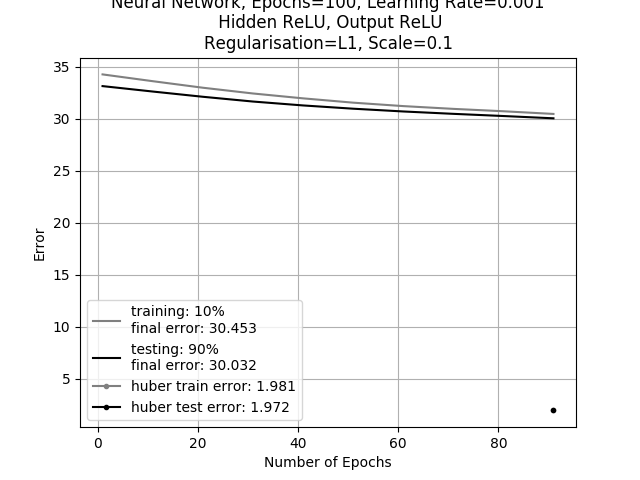 Neural Network, Epochs=100, Learning Rate=0.001
Hidden ReLU, Output ReLU
Regularisation=L1, Scale=0.1
35
30
25
20
15
10
5
Error
training: 10%
final error: 30.453
testing: 90%
final error: 30.032
huber train error: 1.981
huber test error: 1.972
0 20 40 60 80
Number of Epochs